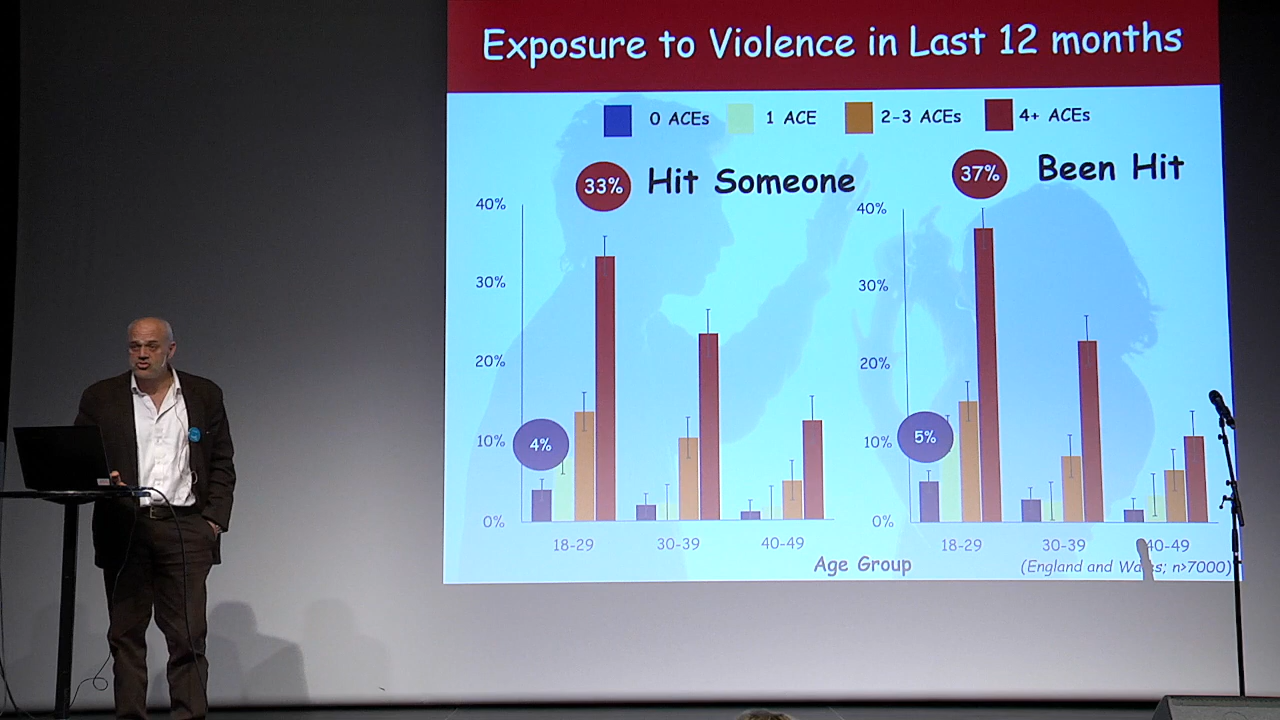 Exposure to Violence in Last 12 months
0 ACEs 1 ACE 2-3 ACEs 4+ ACEs
33% Hit Someone
37% Been Hit
40%
30%
20%
10%
0%
4%
18-29 30-39 40-49
40%
30%
20%
10%
0%
5%
18-29 30-39 40-49
Age Group
(England and Wa s; n>7000)